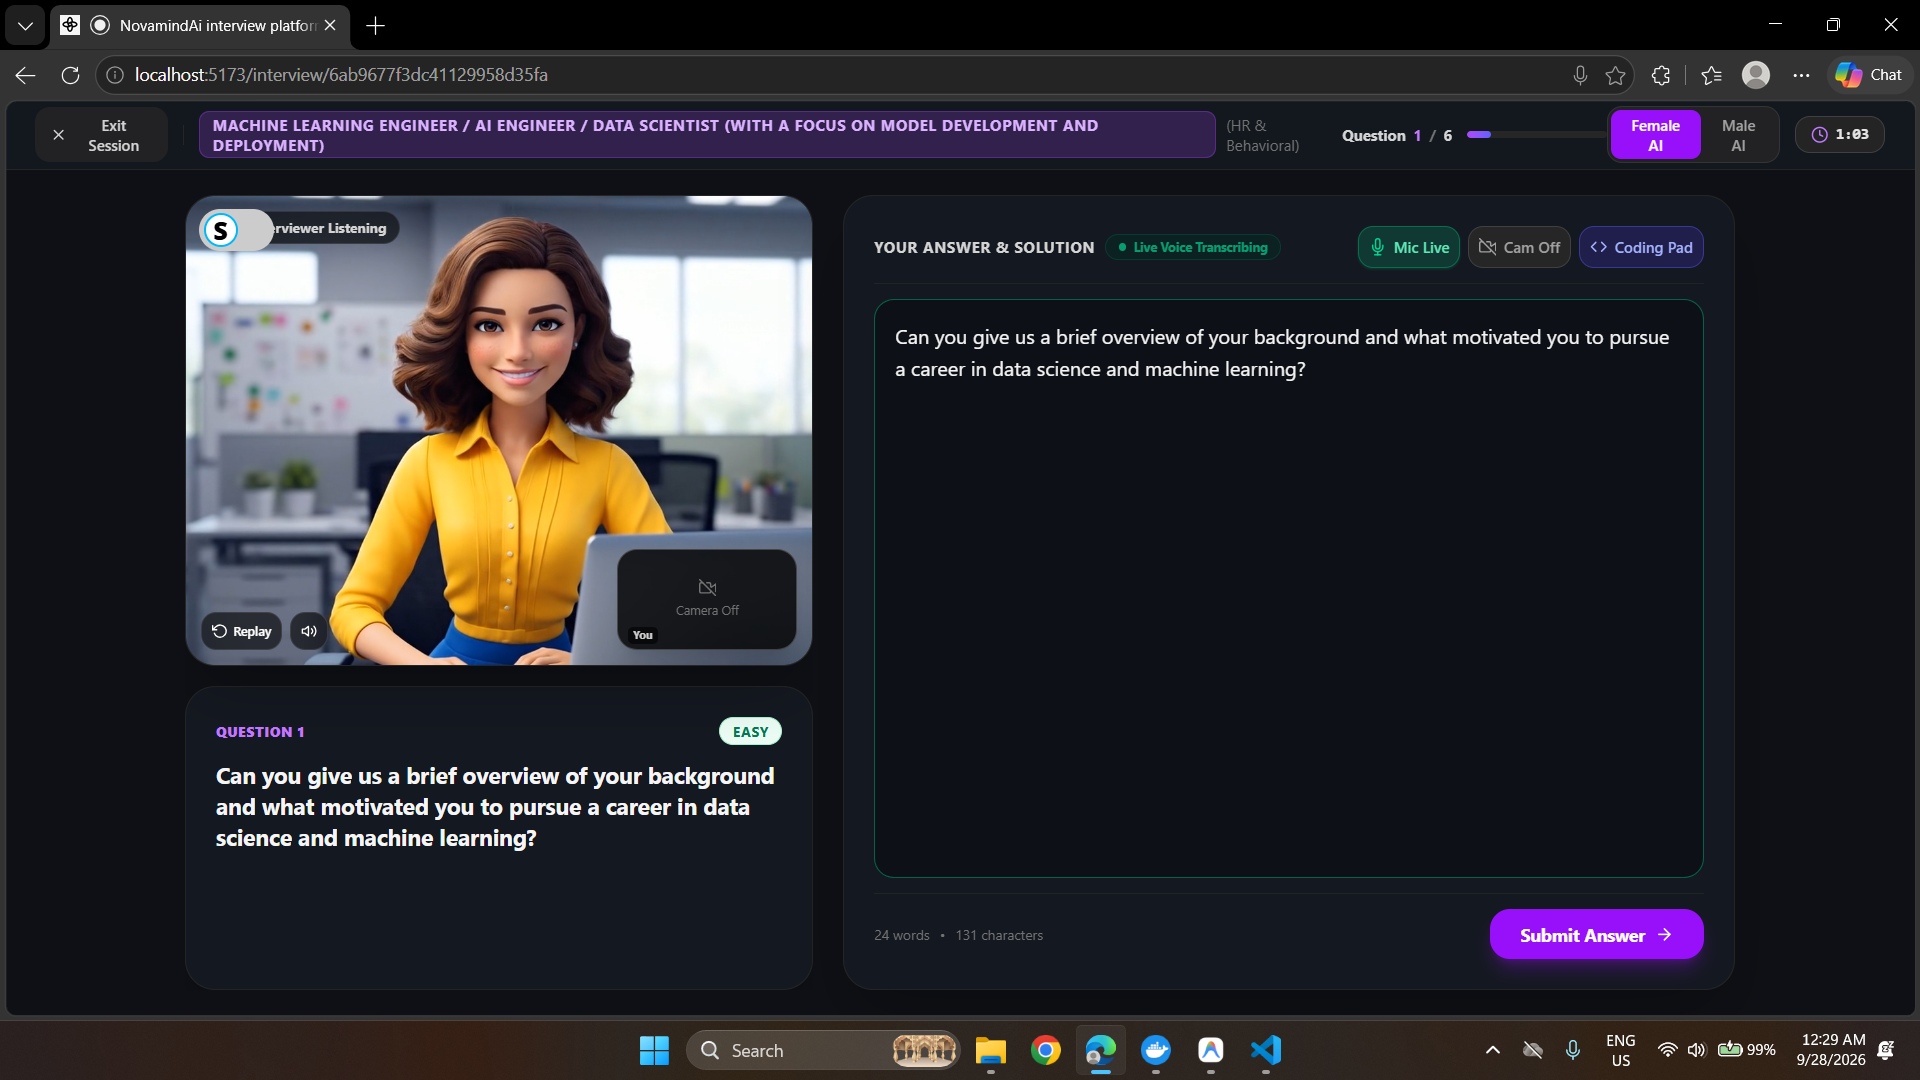 NovamindAi interview platfor
localhost:5173/interview/6ab9677f3dc41129958d35fa
Chat
Exit
Session
MACHINE LEARNING ENGINEER / AI ENGINEER / DATA SCIENTIST (WITH A FOCUS ON MODEL DEVELOPMENT AND
DEPLOYMENT)
(HR &
Behavioral)
Question 1 / 6
Female
AI
Male
AI
1:03
S
erviewer Listening
Replay
Camera Off
You
QUESTION 1
EASY
Can you give us a brief overview of your background
and what motivated you to pursue a career in data
science and machine learning?
YOUR ANSWER & SOLUTION
Live Voice Transcribing
Mic Live
Cam Off
Coding Pad
Can you give us a brief overview of your background and what motivated you to pursue
a career in data science and machine learning?
24 words • 131 characters
Submit Answer
Search
ENG
US
99%
12:29 AM
9/28/2026